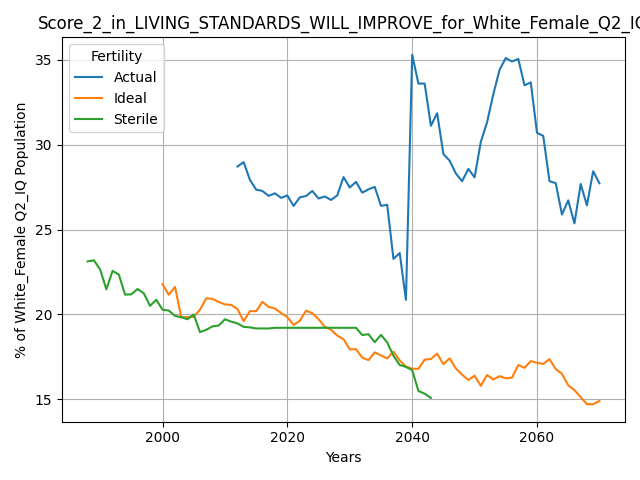 Score_2_in_LIVING_STANDARDS_WILL_IMPROVE_for_White_Female_Q2_IQ
Fertility
Actual
Ideal
Sterile
% of White_Female Q2_IQ Population
35
30
25
20
15
2000
2020
2040
2060
Years